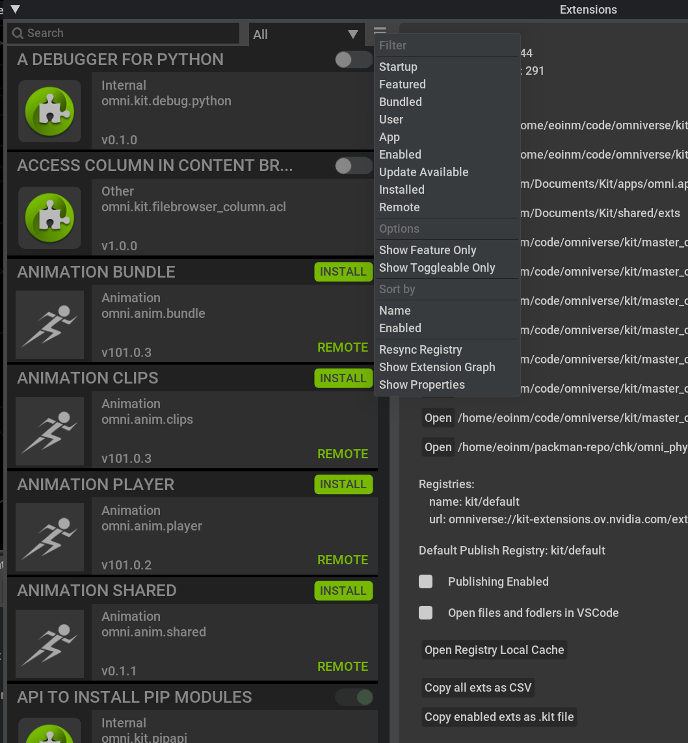 Extensions
Search
All
A DEBUGGER FOR PYTHON
Internal
omni.kit.debug.python
v0.1.0
ACCESS COLUMN IN CONTENT BR...
Other
omni.kit.filebrowser_column.acl
v1.0.0
ANIMATION BUNDLE
INSTALL
Animation
omni.anim.bundle
v101.0.3
REMOTE
ANIMATION CLIPS
INSTALL
Animation
omni.anim.clips
v101.0.3
REMOTE
ANIMATION PLAYER
INSTALL
Animation
omni.anim.player
v101.0.2
REMOTE
ANIMATION SHARED
INSTALL
Animation
omni.anim.shared
v0.1.1
REMOTE
API TO INSTALL PIP MODULES
Internal
omni.kit.pipapi
Filter
Startup
Featured
Bundled
User
App
Enabled
Update Available
Installed
Remote
Options
Show Feature Only
Show Toggleable Only
Sort by
Name
Enabled
Resync Registry
Show Extension Graph
Show Properties
44
: 291
ome/eoinm/code/omniverse/kit
ome/eoinm/code/omniverse/kit
m/Documents/Kit/apps/omni.ap
m/Documents/Kit/shared/exts
m/code/omniverse/kit/master_c
m/code/omniverse/kit/master_c
m/code/omniverse/kit/master_c
m/code/omniverse/kit/master_c
m/code/omniverse/kit/master_c
m/code/omniverse/kit/master_c
Open /home/eoinm/code/omniverse/kit/master_c
Open /home/eoinm/packman-repo/chk/omni_phy
Registries:
name: kit/default
url: omniverse://kit-extensions.ov.nvidia.com/ext
Default Publish Registry: kit/default
Publishing Enabled
Open files and fodlers in VSCode
Open Registry Local Cache
Copy all exts as CSV
Copy enabled exts as .kit file